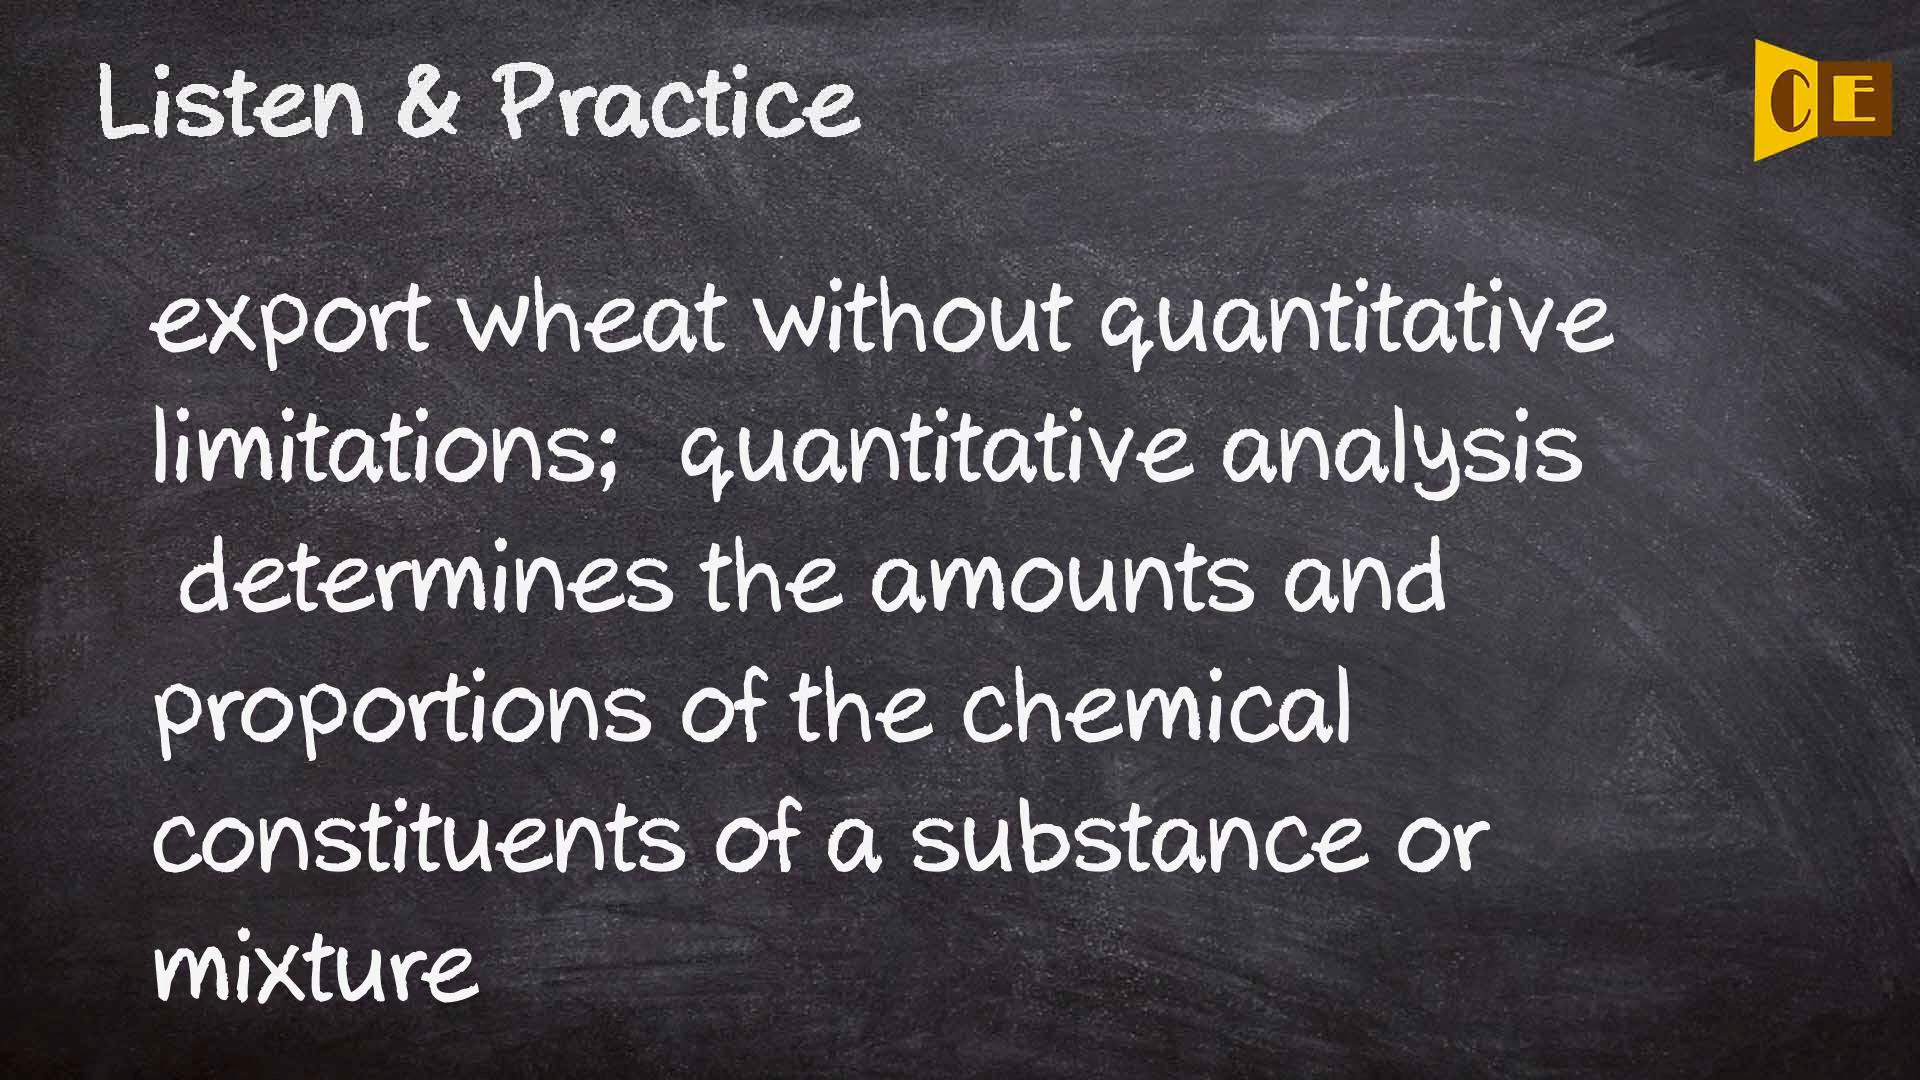 Listen & Practice
CE
export wheat without quantitative
limitations;  quantitative analysis
determines the amounts and
proportions of the chemical
constituents of a substance or
mixture